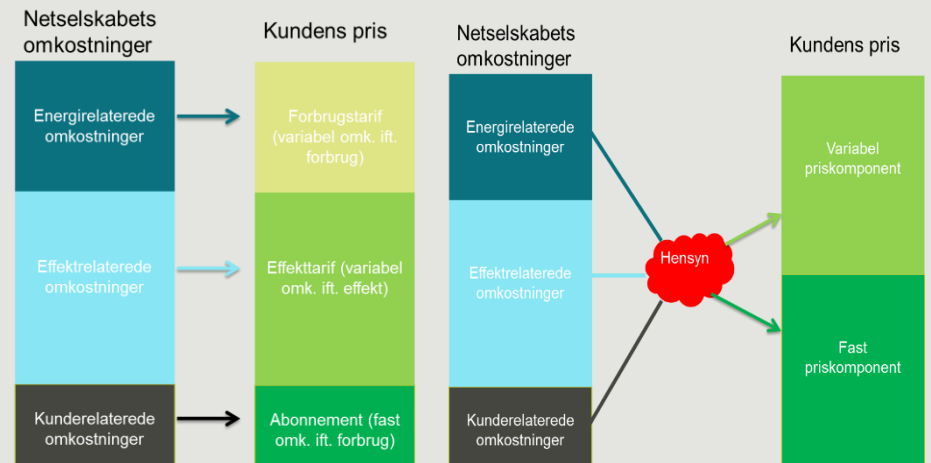 Netselskabets
omkostninger
Kundens pris
Energirelaterede
omkostninger
Forbrugstarif
(variabel omk. ift.
forbrug)
Effektrelaterede
omkostninger
Effekttarif (variabel
omk. ift. effekt)
Kunderelaterede
omkostninger
Abonnement (fast
omk. ift. forbrug)
Netselskabets
omkostninger
Kundens pris
Energirelaterede
omkostninger
Variabel
priskomponent
Hensyn
Effektrelaterede
omkostninger
Fast
priskomponent
Kunderelaterede
omkostninger